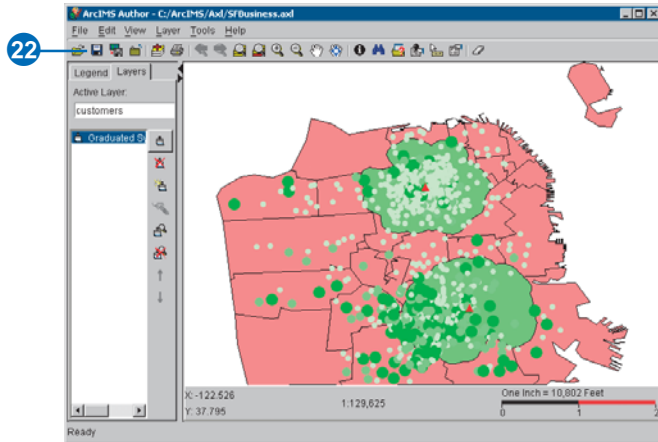 ArcIMS Author - C:/ArcIMS/Axl/SFBusiness.axl
File Edit View Layer Tools Help
22
Legend Layers
Active Layer:
customers
Graduated Sy
X: -122.526
Y: 37.795
1:129,625
One Inch = 10,802 Feet
0 1 2
Ready